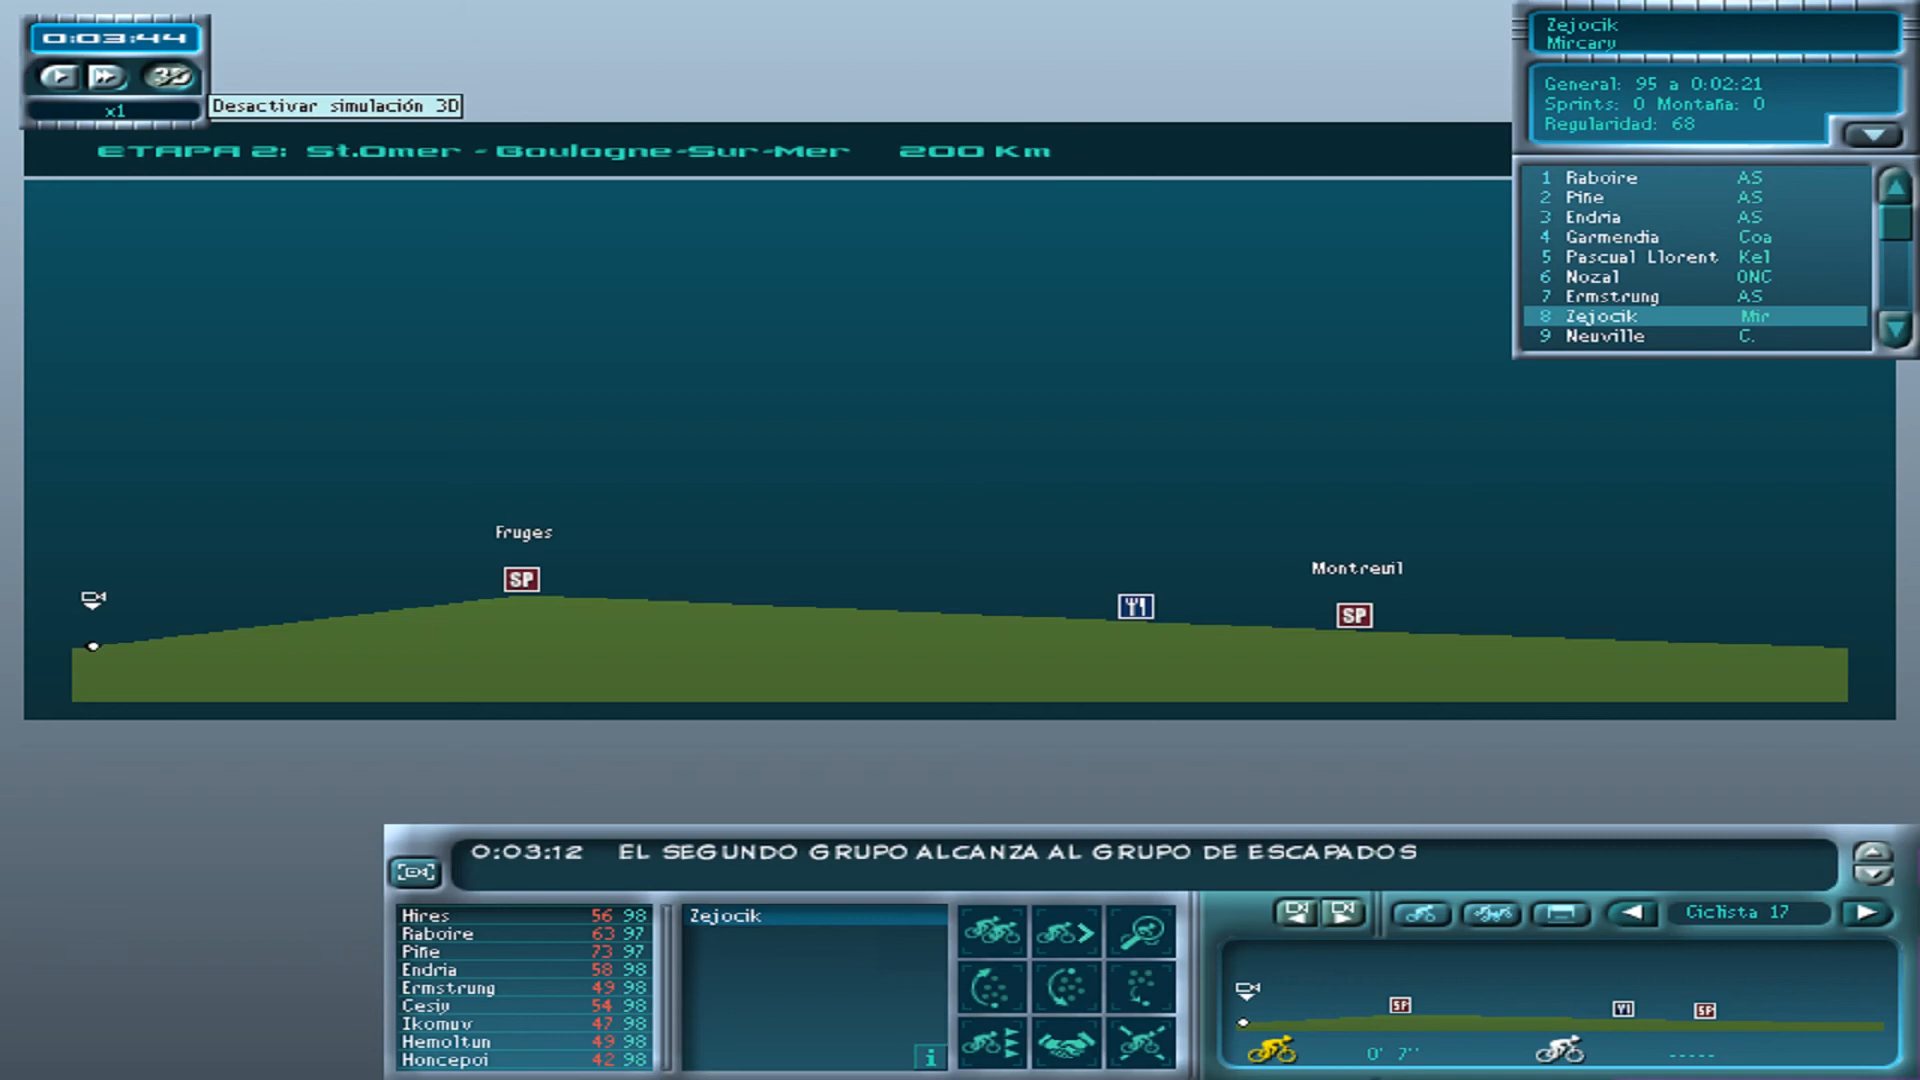 0:03:44
3D
x1
Desactivar simulación 3D
ETAPA 2: St.Omer - Boulogne-Sur-Mer 200 Km
Zejocik
Mircary
General: 95 a 0:02:21
Sprints: 0 Montaña: 0
Regularidad: 68
1 Raboire AS
2 Piñe AS
3 Endria AS
4 Garmendia Coa
5 Pascual Llorent Kel
6 Nozal ONC
7 Ermstrung AS
8 Zejocik Mir
9 Neuville C.
Fruges
SP
Montreuil
SP
0:03:12 EL SEGUNDO GRUPO ALCANZA AL GRUPO DE ESCAPADOS
Hires 56 98
Raboire 63 97
Piñe 73 97
Endria 58 98
Ermstrung 49 98
Cesiy 54 98
Ikomuv 47 98
Hemoltun 49 98
Honcepoi 42 98
Zejocik
i
Ciclista 17
SP
SP
0' 7''
-----